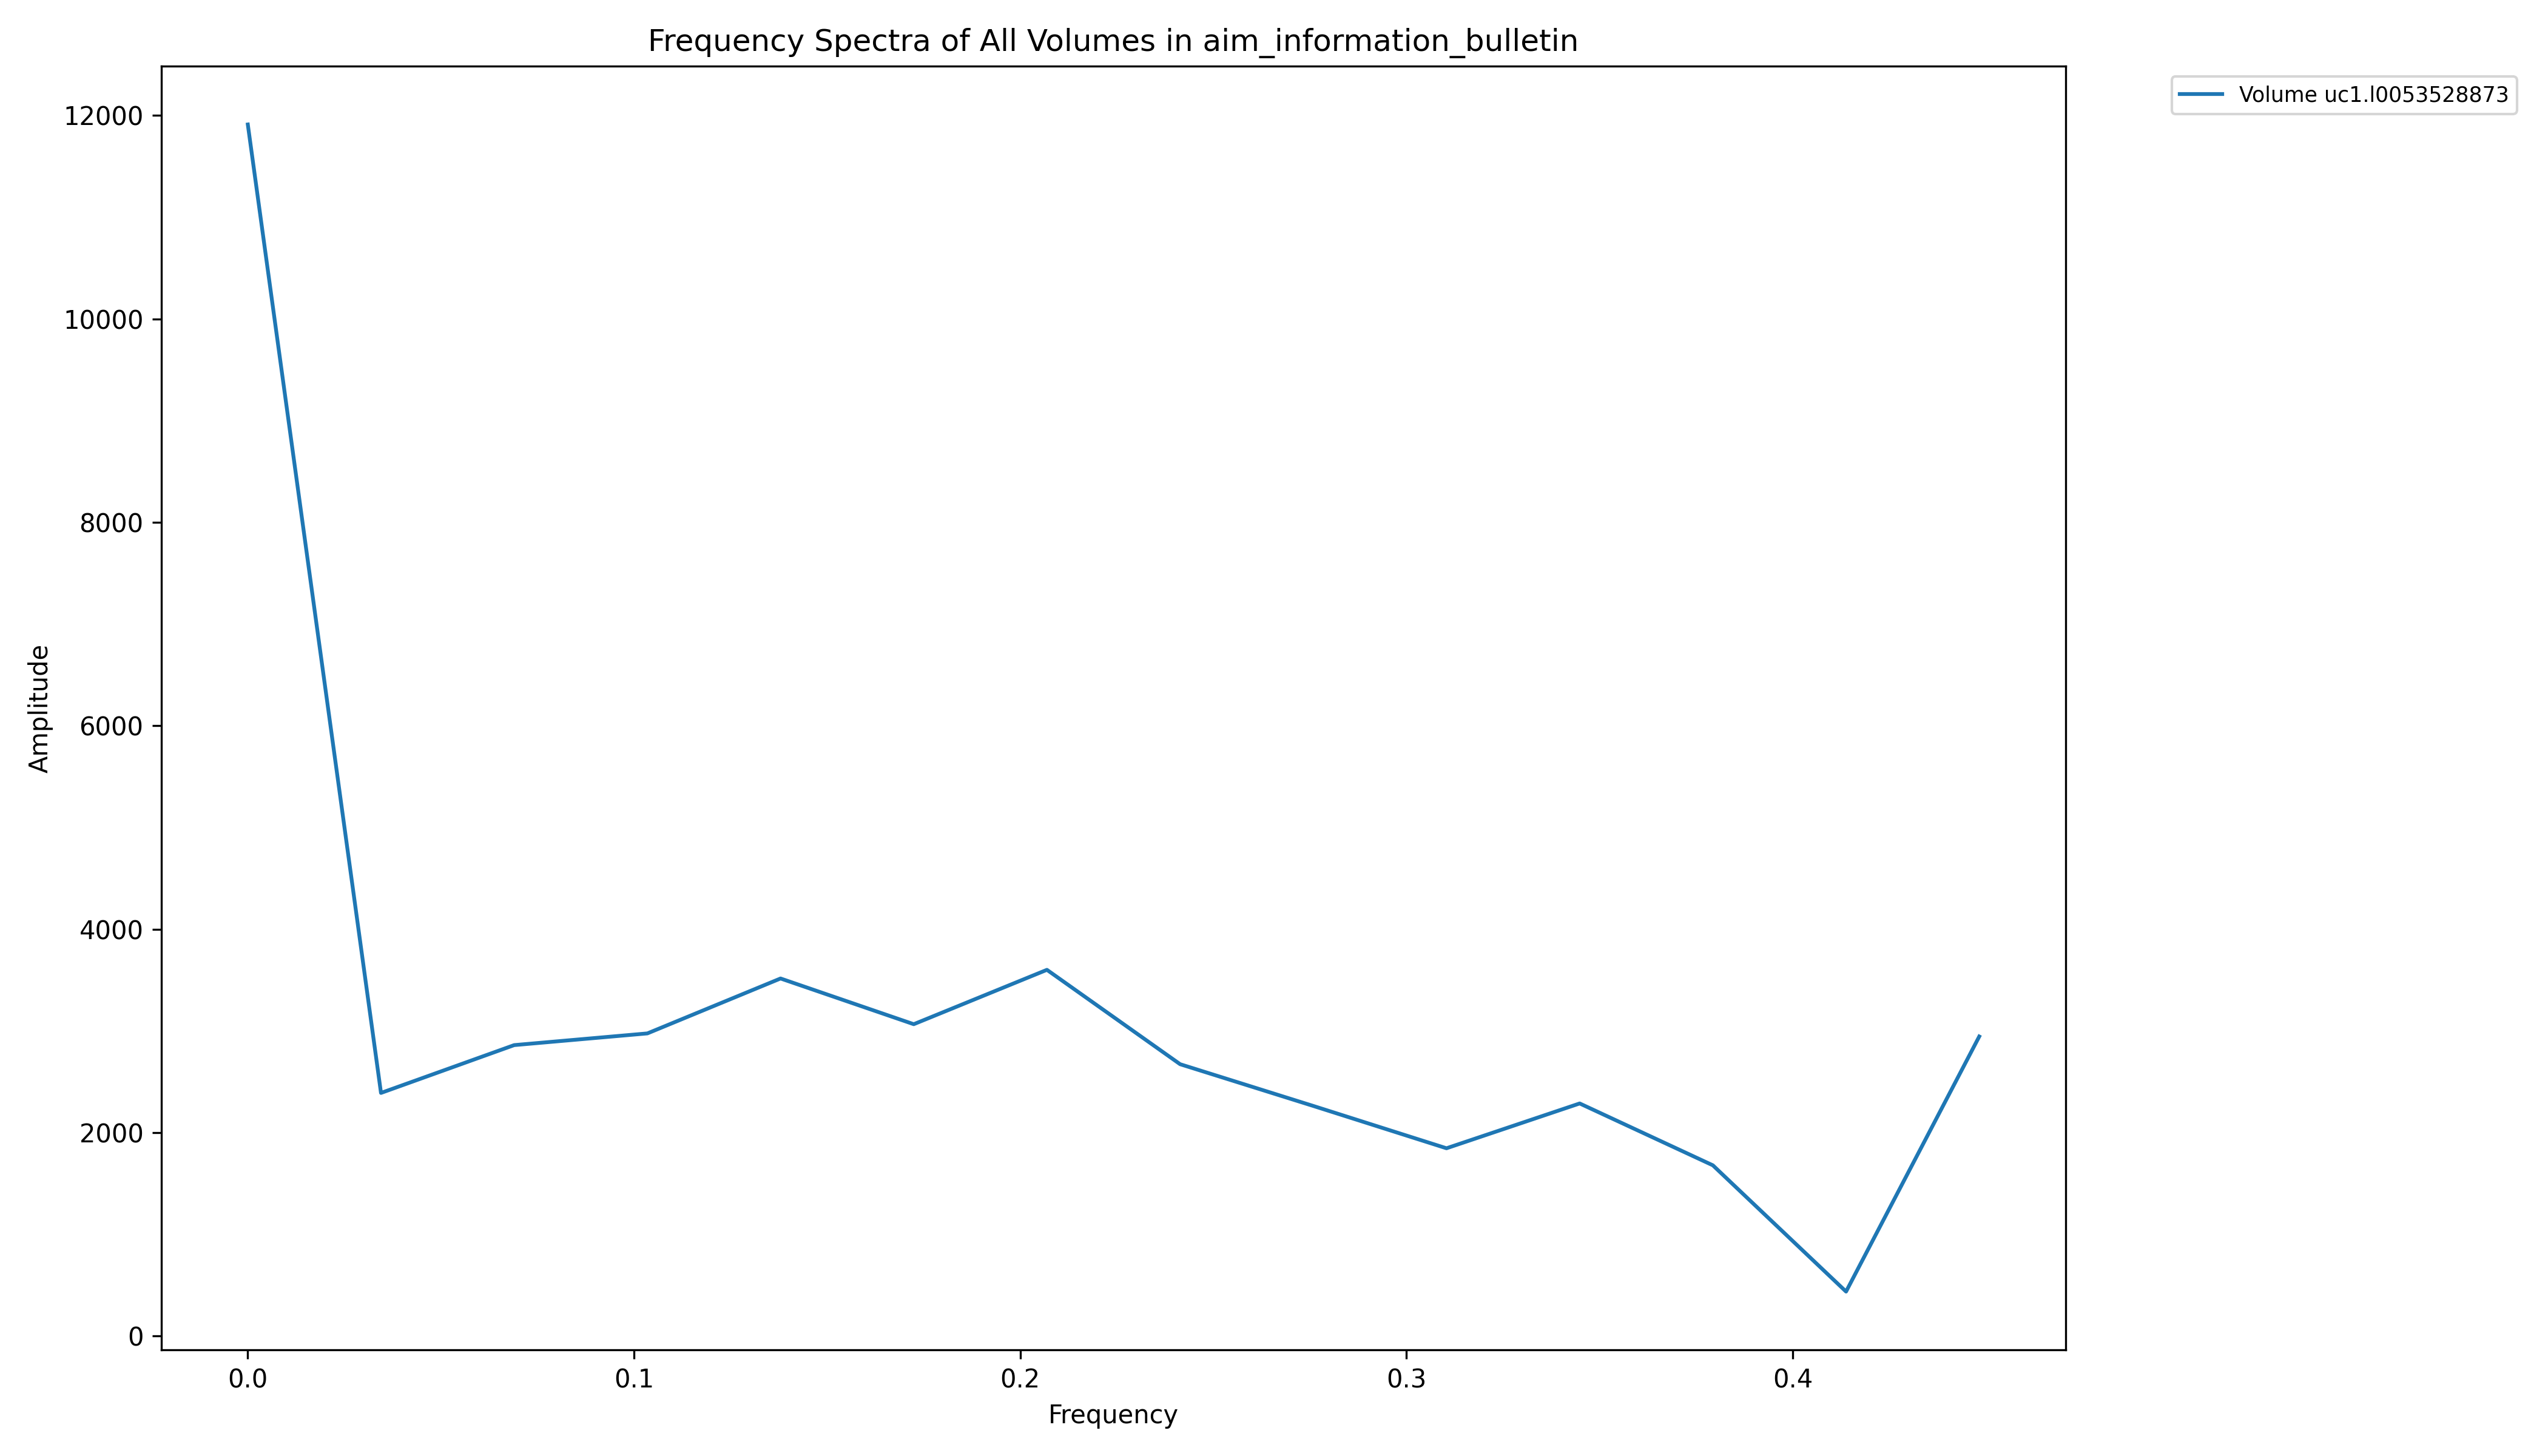 Frequency Spectra of All Volumes in aim_information_bulletin
Volume uc1.l0053528873
12000
10000
8000
6000
4000
2000
0
Amplitude
0.0 0.1 0.2 0.3 0.4
Frequency